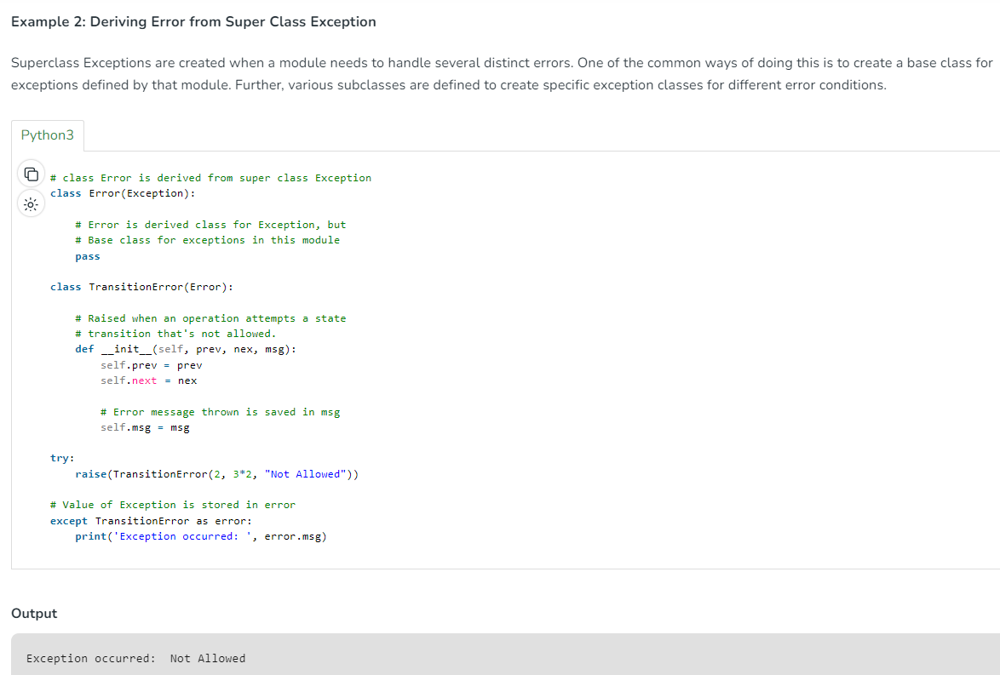 Example 2: Deriving Error from Super Class Exception
Superclass Exceptions are created when a module needs to handle several distinct errors. One of the common ways of doing this is to create a base class for
exceptions defined by that module. Further, various subclasses are defined to create specific exception classes for different error conditions.
Python3
# class Error is derived from super class Exception
class Error(Exception):
    # Error is derived class for Exception, but
    # Base class for exceptions in this module
    pass
class TransitionError(Error):
    # Raised when an operation attempts a state
    # transition that's not allowed.
    def __init__(self, prev, nex, msg):
        self.prev = prev
        self.next = nex
        # Error message thrown is saved in msg
        self.msg = msg
try:
    raise(TransitionError(2, 3*2, "Not Allowed"))
# Value of Exception is stored in error
except TransitionError as error:
    print('Exception occurred: ', error.msg)
Output
Exception occurred:  Not Allowed